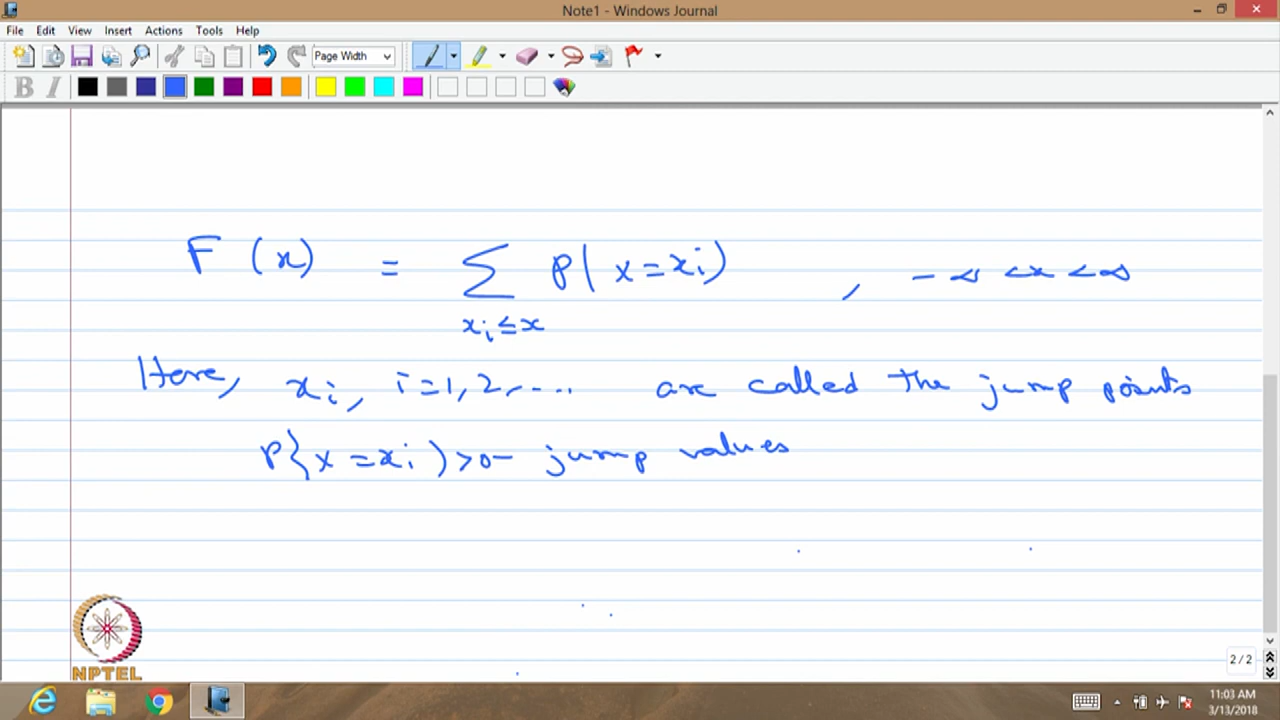 Note1 - Windows Journal
File Edit View Insert Actions Tools Help
Page Width
B I
F (x) = ∑ P( X = xi) , - ∞ < x < ∞
xi ≤ x
Here, xi, i = 1, 2, .... are called the jump points
P{ X = xi ) > 0 - jump values
NPTEL
2 / 2
11:03 AM
3/13/2018